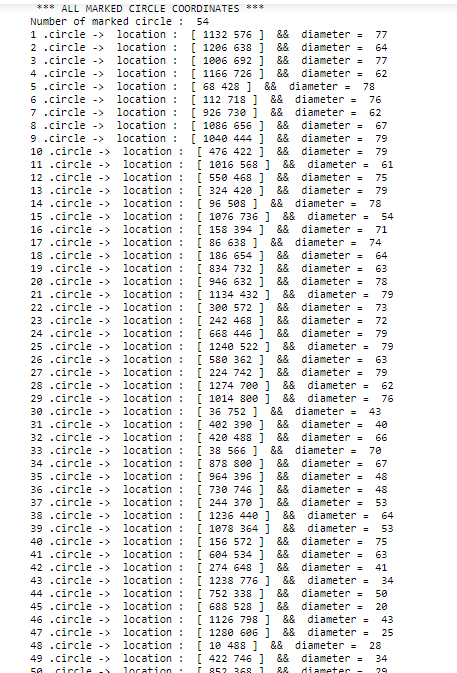 *** ALL MARKED CIRCLE COORDINATES ***
Number of marked circle :  54
1 .circle ->  location :  [ 1132 576 ]  &&  diameter =  77
2 .circle ->  location :  [ 1206 638 ]  &&  diameter =  64
3 .circle ->  location :  [ 1006 692 ]  &&  diameter =  77
4 .circle ->  location :  [ 1166 726 ]  &&  diameter =  62
5 .circle ->  location :  [ 68 428 ]  &&  diameter =  78
6 .circle ->  location :  [ 112 718 ]  &&  diameter =  76
7 .circle ->  location :  [ 926 730 ]  &&  diameter =  62
8 .circle ->  location :  [ 1086 656 ]  &&  diameter =  67
9 .circle ->  location :  [ 1040 444 ]  &&  diameter =  79
10 .circle ->  location :  [ 476 422 ]  &&  diameter =  79
11 .circle ->  location :  [ 1016 568 ]  &&  diameter =  61
12 .circle ->  location :  [ 550 468 ]  &&  diameter =  75
13 .circle ->  location :  [ 324 420 ]  &&  diameter =  79
14 .circle ->  location :  [ 96 508 ]  &&  diameter =  78
15 .circle ->  location :  [ 1076 736 ]  &&  diameter =  54
16 .circle ->  location :  [ 158 394 ]  &&  diameter =  71
17 .circle ->  location :  [ 86 638 ]  &&  diameter =  74
18 .circle ->  location :  [ 186 654 ]  &&  diameter =  64
19 .circle ->  location :  [ 834 732 ]  &&  diameter =  63
20 .circle ->  location :  [ 946 632 ]  &&  diameter =  78
21 .circle ->  location :  [ 1134 432 ]  &&  diameter =  79
22 .circle ->  location :  [ 300 572 ]  &&  diameter =  73
23 .circle ->  location :  [ 242 468 ]  &&  diameter =  72
24 .circle ->  location :  [ 668 446 ]  &&  diameter =  79
25 .circle ->  location :  [ 1240 522 ]  &&  diameter =  79
26 .circle ->  location :  [ 580 362 ]  &&  diameter =  63
27 .circle ->  location :  [ 224 742 ]  &&  diameter =  79
28 .circle ->  location :  [ 1274 700 ]  &&  diameter =  62
29 .circle ->  location :  [ 1014 800 ]  &&  diameter =  76
30 .circle ->  location :  [ 36 752 ]  &&  diameter =  43
31 .circle ->  location :  [ 402 390 ]  &&  diameter =  40
32 .circle ->  location :  [ 420 488 ]  &&  diameter =  66
33 .circle ->  location :  [ 38 566 ]  &&  diameter =  70
34 .circle ->  location :  [ 878 800 ]  &&  diameter =  67
35 .circle ->  location :  [ 964 396 ]  &&  diameter =  48
36 .circle ->  location :  [ 730 746 ]  &&  diameter =  48
37 .circle ->  location :  [ 244 370 ]  &&  diameter =  53
38 .circle ->  location :  [ 1236 440 ]  &&  diameter =  64
39 .circle ->  location :  [ 1078 364 ]  &&  diameter =  53
40 .circle ->  location :  [ 156 572 ]  &&  diameter =  75
41 .circle ->  location :  [ 604 534 ]  &&  diameter =  63
42 .circle ->  location :  [ 274 648 ]  &&  diameter =  41
43 .circle ->  location :  [ 1238 776 ]  &&  diameter =  34
44 .circle ->  location :  [ 752 338 ]  &&  diameter =  50
45 .circle ->  location :  [ 688 528 ]  &&  diameter =  20
46 .circle ->  location :  [ 1126 798 ]  &&  diameter =  43
47 .circle ->  location :  [ 1280 606 ]  &&  diameter =  25
48 .circle ->  location :  [ 10 488 ]  &&  diameter =  28
49 .circle ->  location :  [ 422 746 ]  &&  diameter =  34
50 .circle ->  location :  [ 852 368 ]  &&  diameter =  29